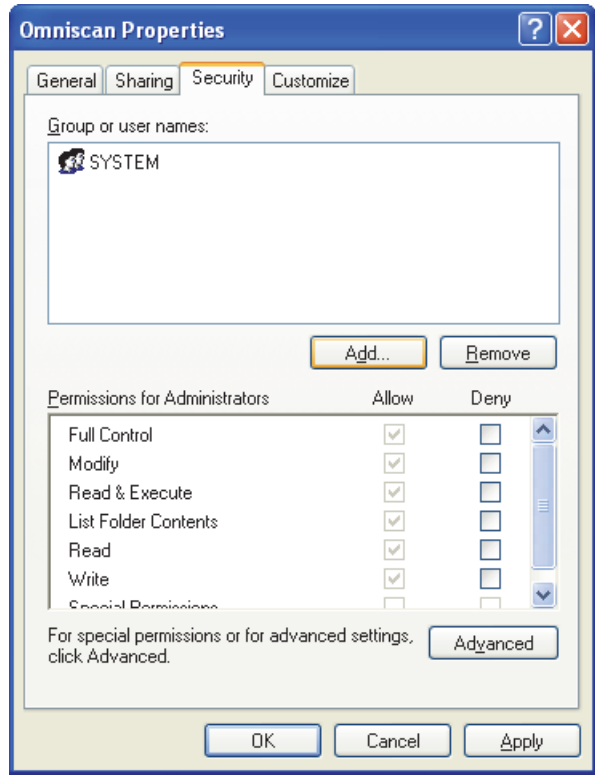 Omniscan Properties
General Sharing Security Customize
Group or user names:
SYSTEM
Add... Remove
Permissions for Administrators Allow Deny
Full Control
Modify
Read & Execute
List Folder Contents
Read
Write
Special Permissions
For special permissions or for advanced settings,
click Advanced.
Advanced
OK Cancel Apply